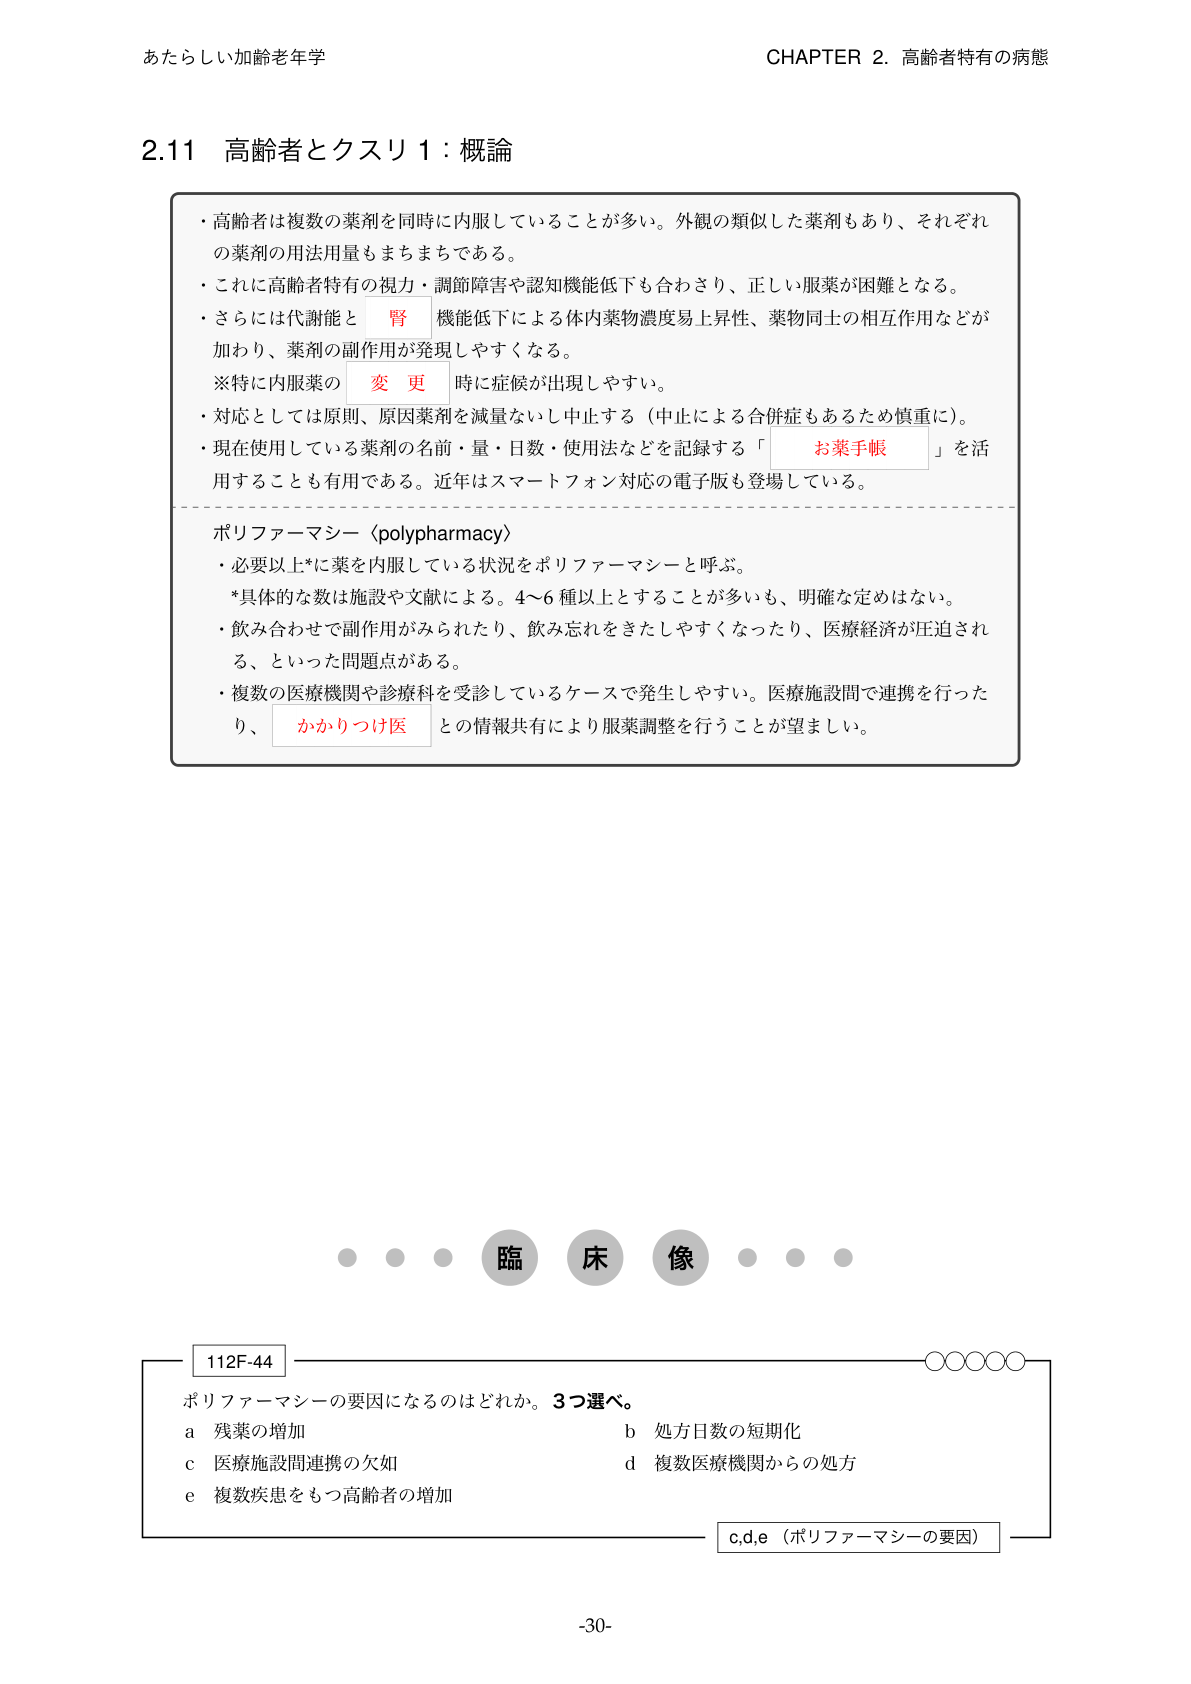 あたらしい加齢老年学
CHAPTER 2. 高齢者特有の病態
2.11 高齢者とクスリ 1：概論
・高齢者は複数の薬剤を同時に内服していることが多い。外観の類似した薬剤もあり、それぞれ
の薬剤の用法用量もまちまちである。
・これに高齢者特有の視力・調節障害や認知機能低下も合わさり、正しい服薬が困難となる。
・さらには代謝能と 腎 機能低下による体内薬物濃度易上昇性、薬物同士の相互作用などが
加わり、薬剤の副作用が発現しやすくなる。
※特に内服薬の 変 更 時に症候が出現しやすい。
・対応としては原則、原因薬剤を減量ないし中止する（中止による合併症もあるため慎重に）。
・現在使用している薬剤の名前・量・日数・使用法などを記録する「 お薬手帳 」を活
用することも有用である。近年はスマートフォン対応の電子版も登場している。
ポリファーマシー〈polypharmacy〉
・必要以上*に薬を内服している状況をポリファーマシーと呼ぶ。
*具体的な数は施設や文献による。4〜6 種以上とすることが多いも、明確な定めはない。
・飲み合わせで副作用がみられたり、飲み忘れをきたしやすくなったり、医療経済が圧迫され
る、といった問題点がある。
・複数の医療機関や診療科を受診しているケースで発生しやすい。医療施設間で連携を行った
り、 かかりつけ医 との情報共有により服薬調整を行うことが望ましい。
臨 床 像
112F-44
ポリファーマシーの要因になるのはどれか。3つ選べ。
a 残薬の増加 b 処方日数の短期化
c 医療施設間連携の欠如 d 複数医療機関からの処方
e 複数疾患をもつ高齢者の増加
c,d,e（ポリファーマシーの要因）
-30-